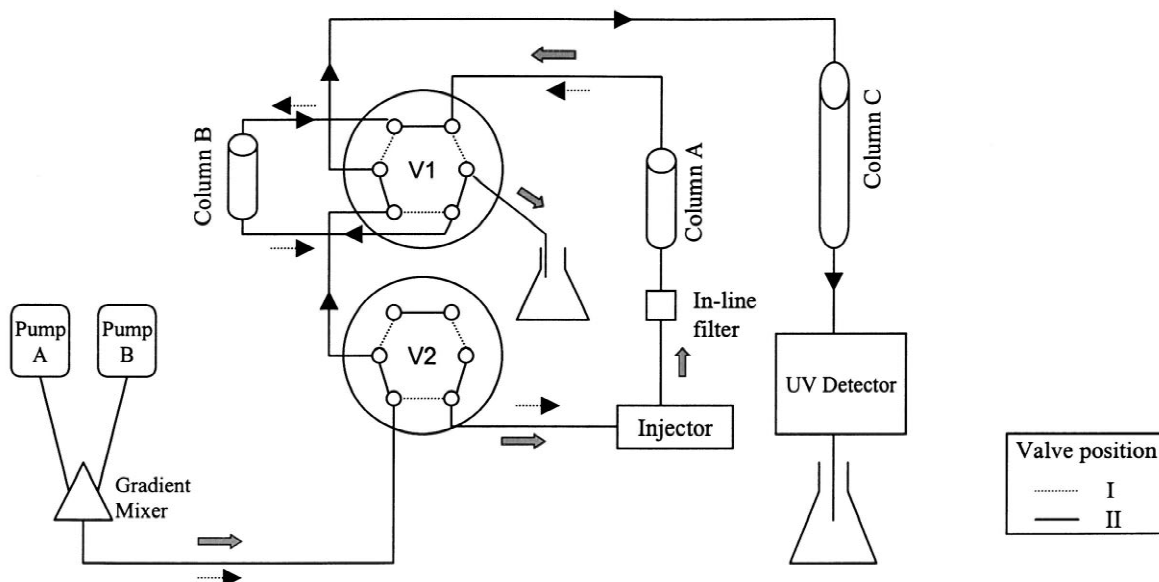 Column B
V1
Column A
Column C
In-line
filter
Pump
A
Pump
B
V2
UV Detector
Injector
Gradient
Mixer
Valve position
I
II